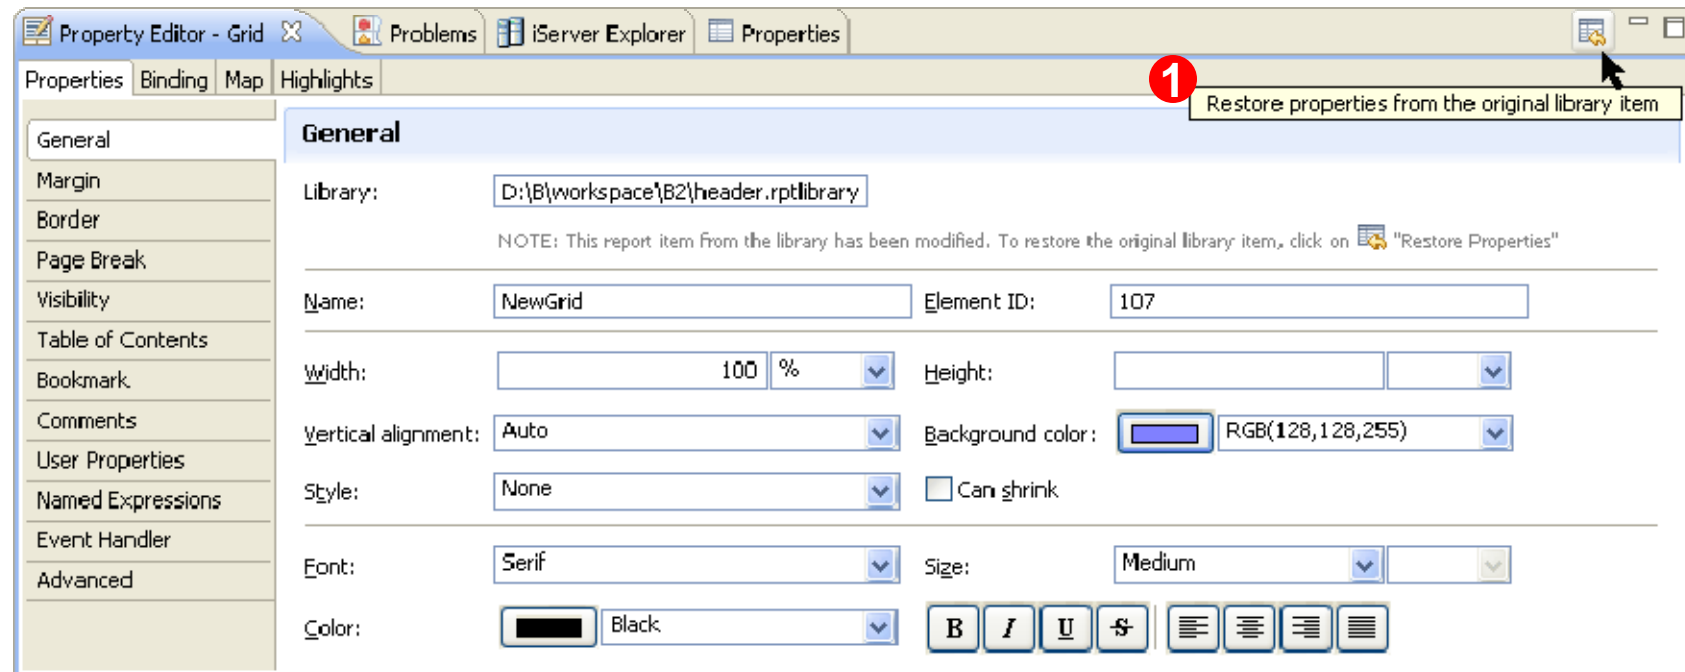 Property Editor - Grid Problems iServer Explorer Properties
Properties Binding Map Highlights
1
Restore properties from the original library item
General
Margin
Border
Page Break
Visibility
Table of Contents
Bookmark
Comments
User Properties
Named Expressions
Event Handler
Advanced
General
Library: D:\B\workspace\B2\header.rptlibrary
NOTE: This report item from the library has been modified. To restore the original library item, click on "Restore Properties"
Name: NewGrid Element ID: 107
Width: 100 % Height:
Vertical alignment: Auto Background color: RGB(128,128,255)
Style: None Can shrink
Font: Serif Size: Medium
Color: Black B I U S